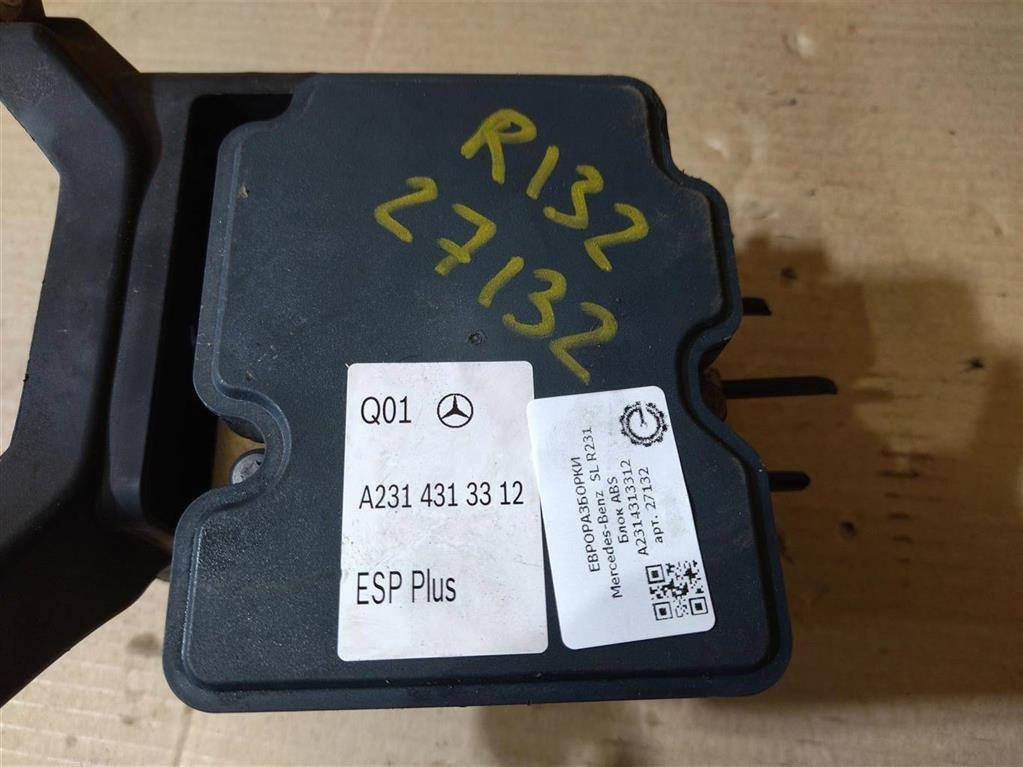 R132
27132
Q01
A231 431 33 12
ESP Plus
ЕВРОРАЗБОРКИ
Mercedes-Benz SL R231
Блок ABS
A2314313312
арт. 27132